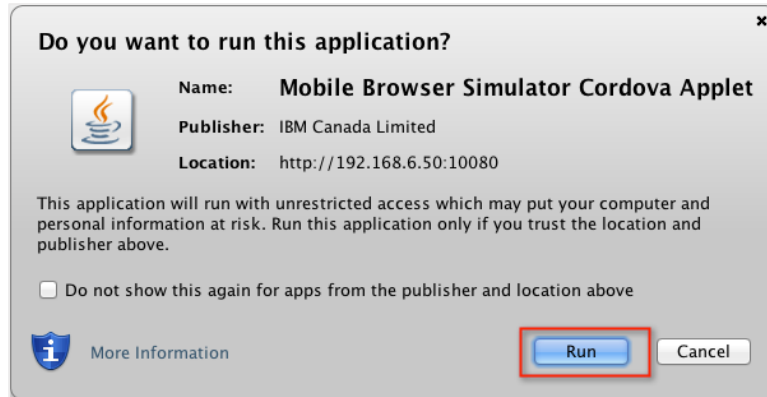 Do you want to run this application?
Name: Mobile Browser Simulator Cordova Applet
Publisher: IBM Canada Limited
Location: http://192.168.6.50:10080
This application will run with unrestricted access which may put your computer and
personal information at risk. Run this application only if you trust the location and
publisher above.
Do not show this again for apps from the publisher and location above
More Information Run Cancel